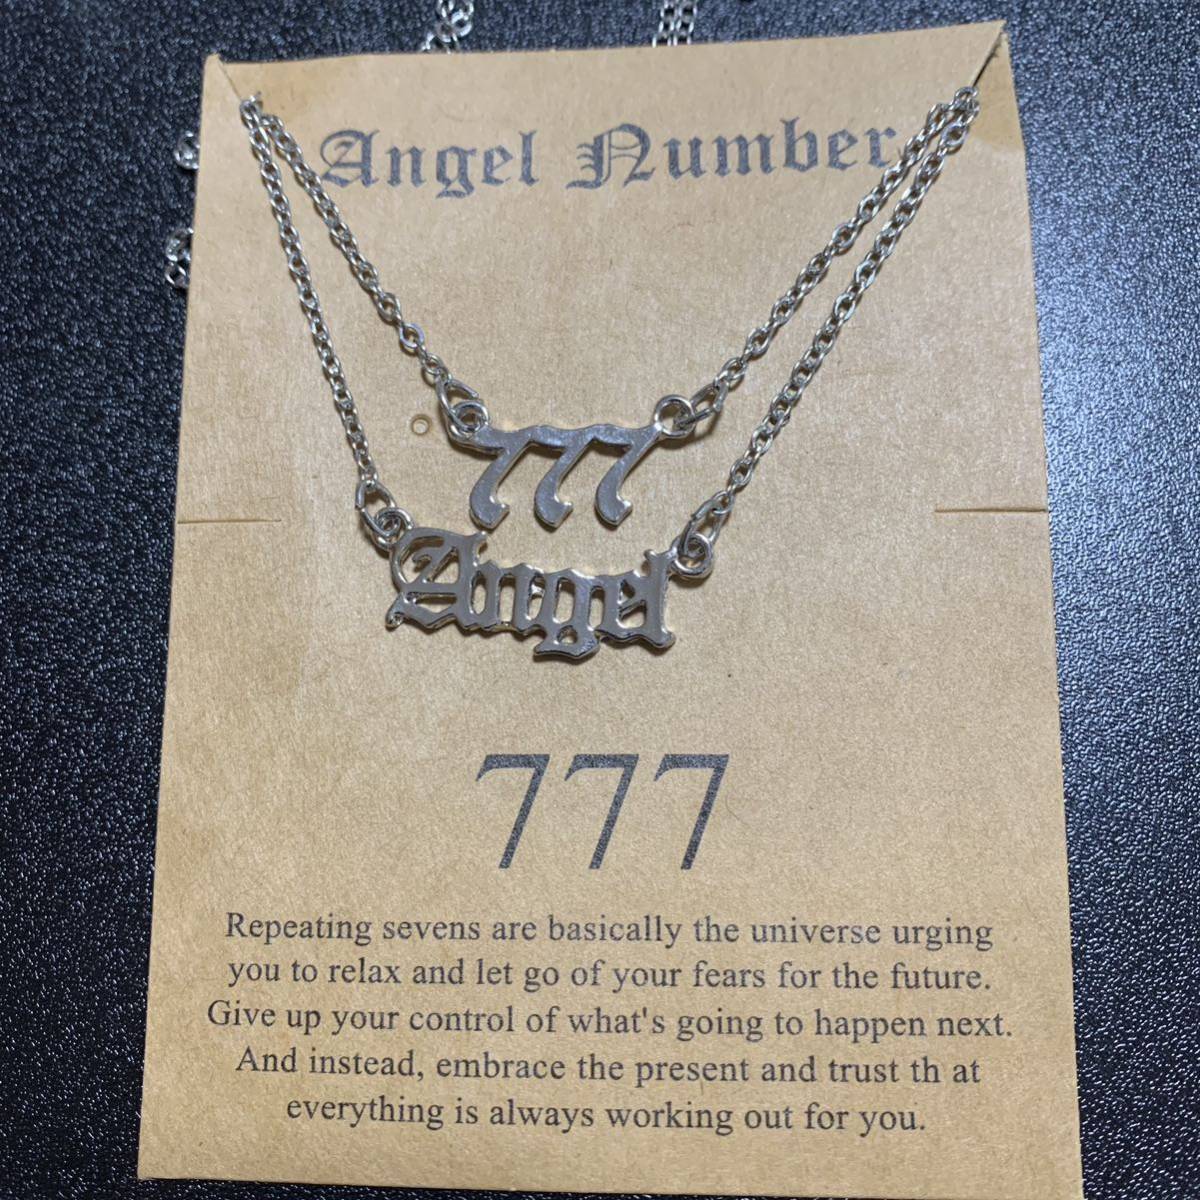 Angel Number
777
Angel
777
Repeating sevens are basically the universe urging
you to relax and let go of your fears for the future.
Give up your control of what's going to happen next.
And instead, embrace the present and trust th at
everything is always working out for you.